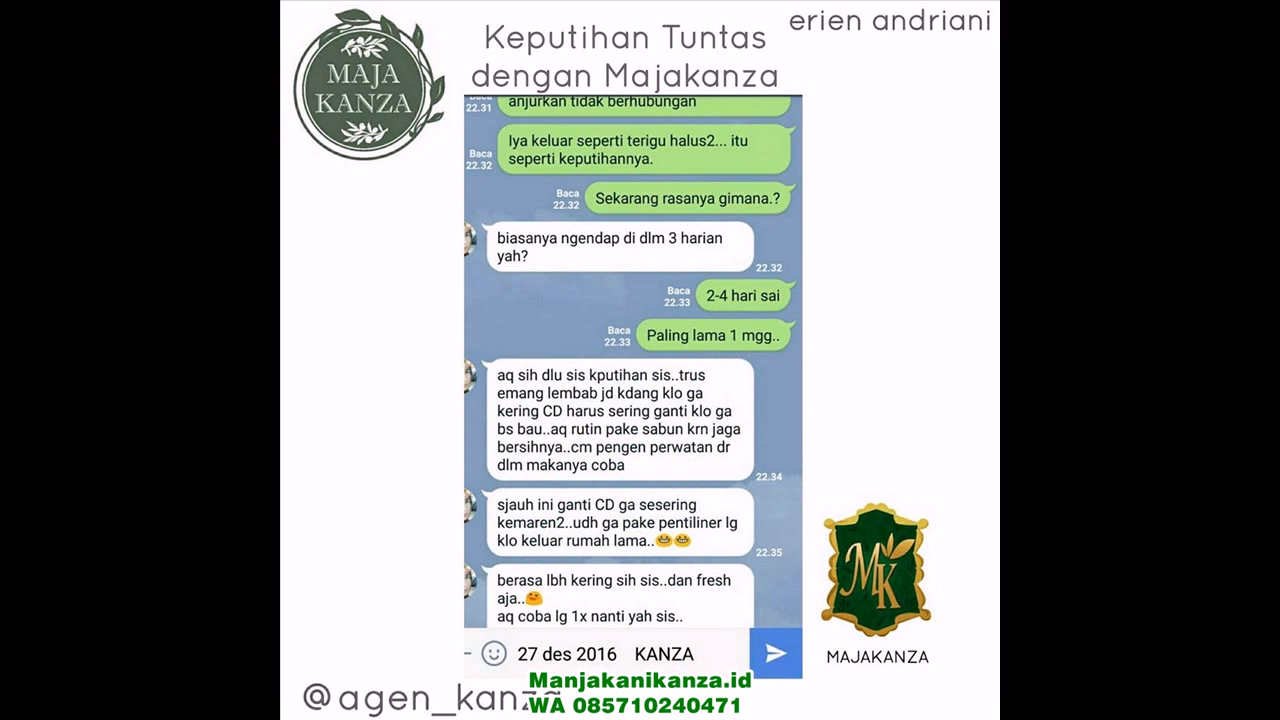 MAJA
KANZA
Keputihan Tuntas
dengan Majakanza
erien andriani
Baca
22.31
anjurkan tidak berhubungan
Iya keluar seperti terigu halus2... itu
seperti keputihannya.
Baca
22.32
Sekarang rasanya gimana.?
Baca
22.32
biasanya ngendap di dlm 3 harian
yah?
22.32
2-4 hari sai
Baca
22.33
Paling lama 1 mgg..
Baca
22.33
aq sih dlu sis kputihan sis..trus
emang lembab jd kdang klo ga
kering CD harus sering ganti klo ga
bs bau..aq rutin pake sabun krn jaga
bersihnya..cm pengen perwatan dr
dlm makanya coba
22.34
sjauh ini ganti CD ga sesering
kemaren2..udh ga pake pentiliner lg
klo keluar rumah lama..
22.35
berasa lbh kering sih sis..dan fresh
aja..
aq coba lg 1x nanti yah sis..
27 des 2016 KANZA
MK
MAJAKANZA
@agen_kanza
Manjakanikanza.id
WA 085710240471